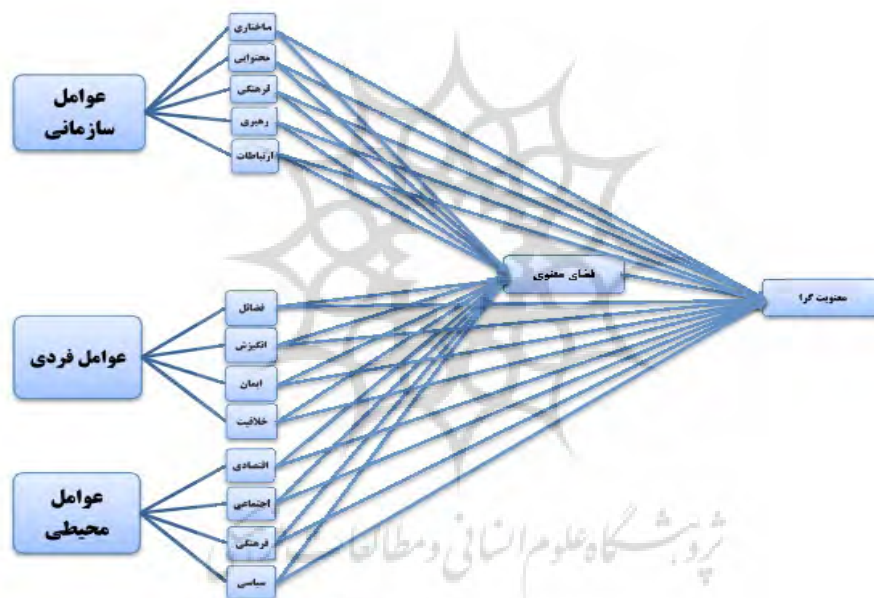 عوامل
سازمانی
ساختاری
محتوایی
فرهنگی
رهبری
ارتباطات
فضای معنوی
معنویت گرا
عوامل فردی
فضائل
انگیزش
ایمان
خلاقیت
عوامل
محیطی
اقتصادی
اجتماعی
فرهنگی
سیاسی
پژوهشگاه علوم انسانی و مطالعات فرهنگی